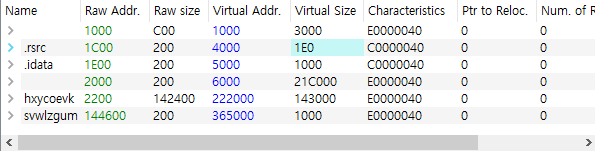 Name Raw Addr. Raw size Virtual Addr. Virtual Size Characteristics Ptr to Reloc. Num. of R
1000 C00 1000 3000 E0000040 0 0
.rsrc 1C00 200 4000 1E0 C0000040 0 0
.idata 1E00 200 5000 1000 C0000040 0 0
2000 200 6000 21C000 E0000040 0 0
hxycoevk 2200 142400 222000 143000 E0000040 0 0
svwlzgum 144600 200 365000 1000 E0000040 0 0